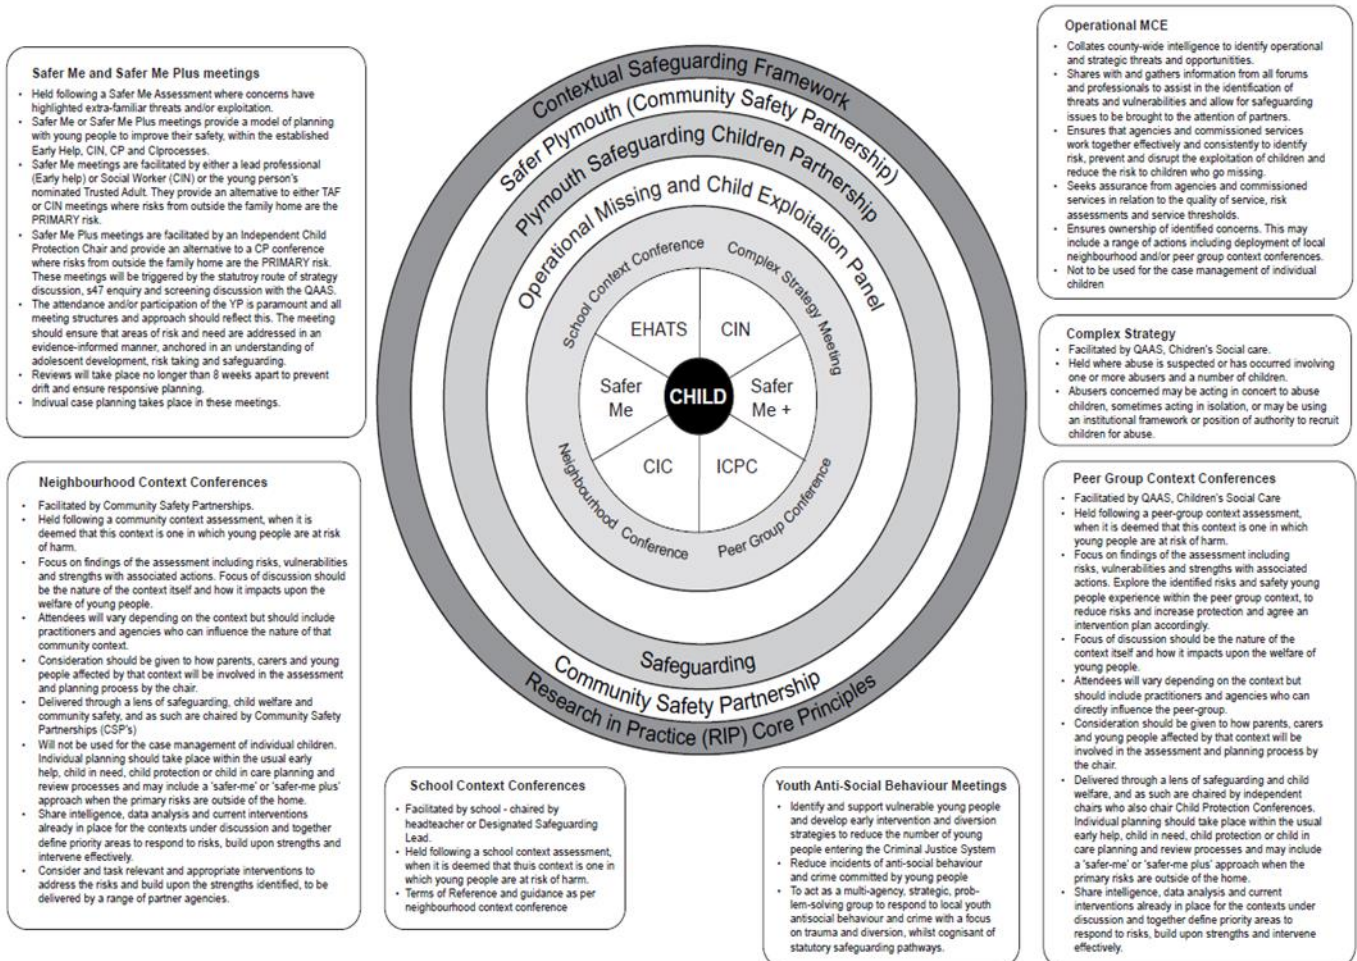 Safer Me and Safer Me Plus meetings
• Held following a Safer Me Assessment where concerns have
highlighted extra-familiar threats and/or exploitation.
• Safer Me or Safer Me Plus meetings provide a model of planning
with young people to improve their safety, within the established
Early Help, CIN, CP and CIprocesses.
• Safer Me meetings are facilitated by either a lead professional
(Early help) or Social Worker (CIN) or the young person's
nominated Trusted Adult. They provide an alternative to either TAF
or CIN meetings where risks from outside the family home are the
PRIMARY risk.
• Safer Me Plus meetings are facilitated by an Independent Child
Protection Chair and provide an alternative to a CP conference
where risks from outside the family home are the PRIMARY risk.
These meetings will be triggered by the statutroy route of strategy
discussion, s47 enquiry and screening discussion with the QAAS.
• The attendance and/or participation of the YP is paramount and all
meeting structures and approach should reflect this. The meeting
should ensure that areas of risk and need are addressed in an
evidence-informed manner, anchored in an understanding of
adolescent development, risk taking and safeguarding.
• Reviews will take place no longer than 8 weeks apart to prevent
drift and ensure responsive planning.
• Indivual case planning takes place in these meetings.
Neighbourhood Context Conferences
• Facilitated by Community Safety Partnerships.
• Held following a community context assessment, when it is
deemed that this context is one in which young people are at risk
of harm.
• Focus on findings of the assessment including risks, vulnerabilities
and strengths with associated actions. Focus of discussion should
be the nature of the context itself and how it impacts upon the
welfare of young people.
• Attendees will vary depending on the context but should include
practitioners and agencies who can influence the nature of that
community context.
• Consideration should be given to how parents, carers and young
people affected by that context will be involved in the assessment
and planning process by the chair.
• Delivered through a lens of safeguarding, child welfare and
community safety, and as such are chaired by Community Safety
Partnerships (CSP's)
• Will not be used for the case management of individual children.
Individual planning should take place within the usual early
help, child in need, child protection or child in care planning and
review processes and may include a 'safer-me' or 'safer-me plus'
approach when the primary risks are outside of the home.
• Share intelligence, data analysis and current interventions
already in place for the contexts under discussion and together
define priority areas to respond to risks, build upon strengths and
intervene effectively.
• Consider and task relevant and appropriate interventions to
address the risks and build upon the strengths identified, to be
delivered by a range of partner agencies.
Contextual Safeguarding Framework
Safer Plymouth (Community Safety Partnership)
Plymouth Safeguarding Children Partnership
Operational Missing and Child Exploitation Panel
School Context Conference
Complex Strategy Meeting
EHATS
CIN
Safer
Me
CHILD
Safer
Me +
CIC
ICPC
Neighbourhood Conference
Peer Group Conference
Safeguarding
Community Safety Partnership
Research in Practice (RIP) Core Principles
School Context Conferences
• Facilitated by school - chaired by
headteacher or Designated Safeguarding
Lead.
• Held following a school context assessment,
when it is deemed that thuis context is one in
which young people are at risk of harm.
• Terms of Reference and guidance as per
neighbourhood context conference
Youth Anti-Social Behaviour Meetings
• Identify and support vulnerable young people
and develop early intervention and diversion
strategies to reduce the number of young
people entering the Criminal Justice System
• Reduce incidents of anti-social behaviour
and crime committed by young people
• To act as a multi-agency, strategic, prob-
lem-solving group to respond to local youth
antisocial behaviour and crime with a focus
on trauma and diversion, whilst cognisant of
statutory safeguarding pathways.
Operational MCE
• Collates county-wide intelligence to identify operational
and strategic threats and opportunitities.
• Shares with and gathers information from all forums
and professionals to assist in the identification of
threats and vulnerabilities and allow for safeguarding
issues to be brought to the attention of partners.
• Ensures that agencies and commissioned services
work together effectively and consistently to identify
risk, prevent and disrupt the exploitation of children and
reduce the risk to children who go missing.
• Seeks assurance from agencies and commissioned
services in relation to the quality of service, risk
assessments and service thresholds.
• Ensures ownership of identified concerns. This may
include a range of actions including deployment of local
neighbourhood and/or peer group context conferences.
• Not to be used for the case management of individual
children
Complex Strategy
• Facilitated by QAAS, Chidren's Social care.
• Held where abuse is suspected or has occurred involving
one or more abusers and a number of children.
• Abusers concerned may be acting in concert to abuse
children, sometimes acting in isolation, or may be using
an institutional framework or position of authority to recruit
children for abuse.
Peer Group Context Conferences
• Facilitatied by QAAS, Children's Social Care
• Held following a peer-group context assessment,
when it is deemed that this context is one in which
young people are at risk of harm.
• Focus on findings of the assessment including
risks, vulnerabilities and strengths with associated
actions. Explore the identified risks and safety young
people experience within the peer group context, to
reduce risks and increase protection and agree an
intervention plan accordingly.
• Focus of discussion should be the nature of the
context itself and how it impacts upon the welfare of
young people.
• Attendees will vary depending on the context but
should include practitioners and agencies who can
directly influence the peer-group.
• Consideration should be given to how parents, carers
and young people affected by that context will be
involved in the assessment and planning process by
the chair.
• Delivered through a lens of safeguarding and child
welfare, and as such are chaired by independent
chairs who also chair Child Protection Conferences.
Individual planning should take place within the usual
early help, child in need, child protection or child in
care planning and review processes and may include
a 'safer-me' or 'safer-me plus' approach when the
primary risks are outside of the home.
• Share intelligence, data analysis and current
interventions already in place for the contexts under
discussion and together define priority areas to
respond to risks, build upon strengths and intervene
effectively.